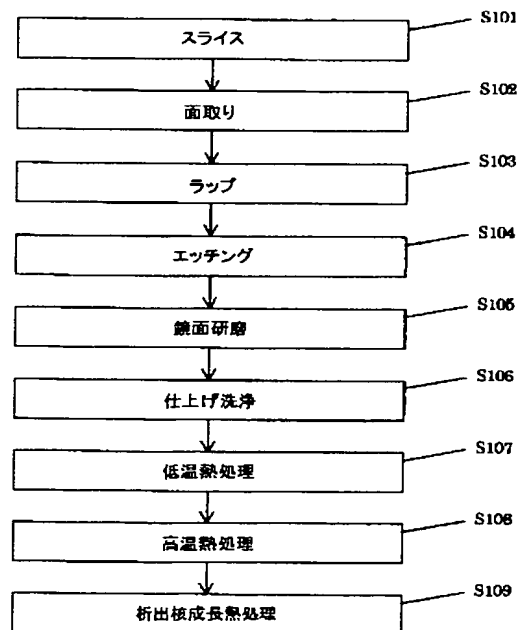 S101
スライス
S102
面取り
S103
ラップ
S104
エッチング
S105
鏡面研磨
S106
仕上げ洗浄
S107
低温熱処理
S108
高温熱処理
S109
析出核成長熱処理